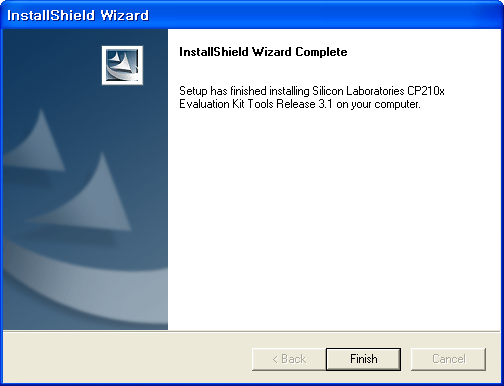 InstallShield Wizard
InstallShield Wizard Complete
Setup has finished installing Silicon Laboratories CP210x
Evaluation Kit Tools Release 3.1 on your computer.
< Back
Finish
Cancel